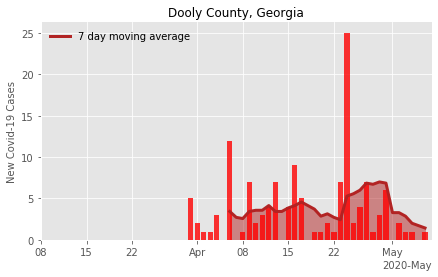 Dooly County, Georgia
7 day moving average
New Covid-19 Cases
25
20
15
10
5
0
08 15 22 Apr 08 15 22 May
2020-May